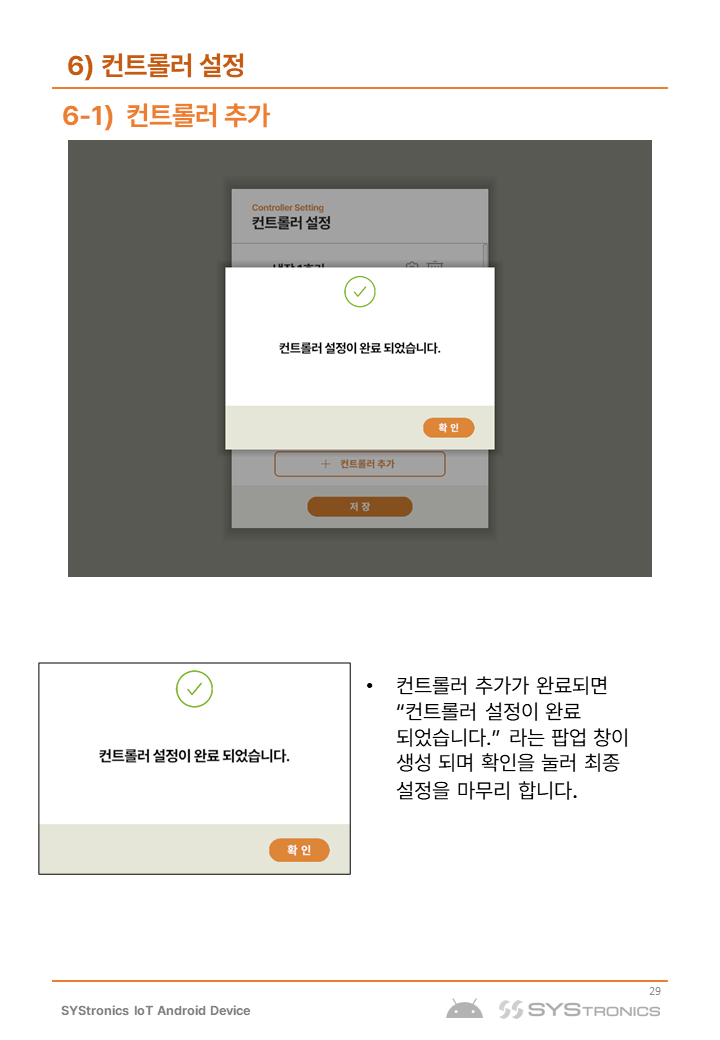 6) 컨트롤러 설정
6-1) 컨트롤러 추가
Controller Setting
컨트롤러 설정
컨트롤러 설정이 완료 되었습니다.
확 인
컨트롤러 추가
저 장
컨트롤러 설정이 완료 되었습니다.
확 인
• 컨트롤러 추가가 완료되면
“컨트롤러 설정이 완료
되었습니다.” 라는 팝업 창이
생성 되며 확인을 눌러 최종
설정을 마무리 합니다.
29
SYStronics IoT Android Device
SYSTRONICS